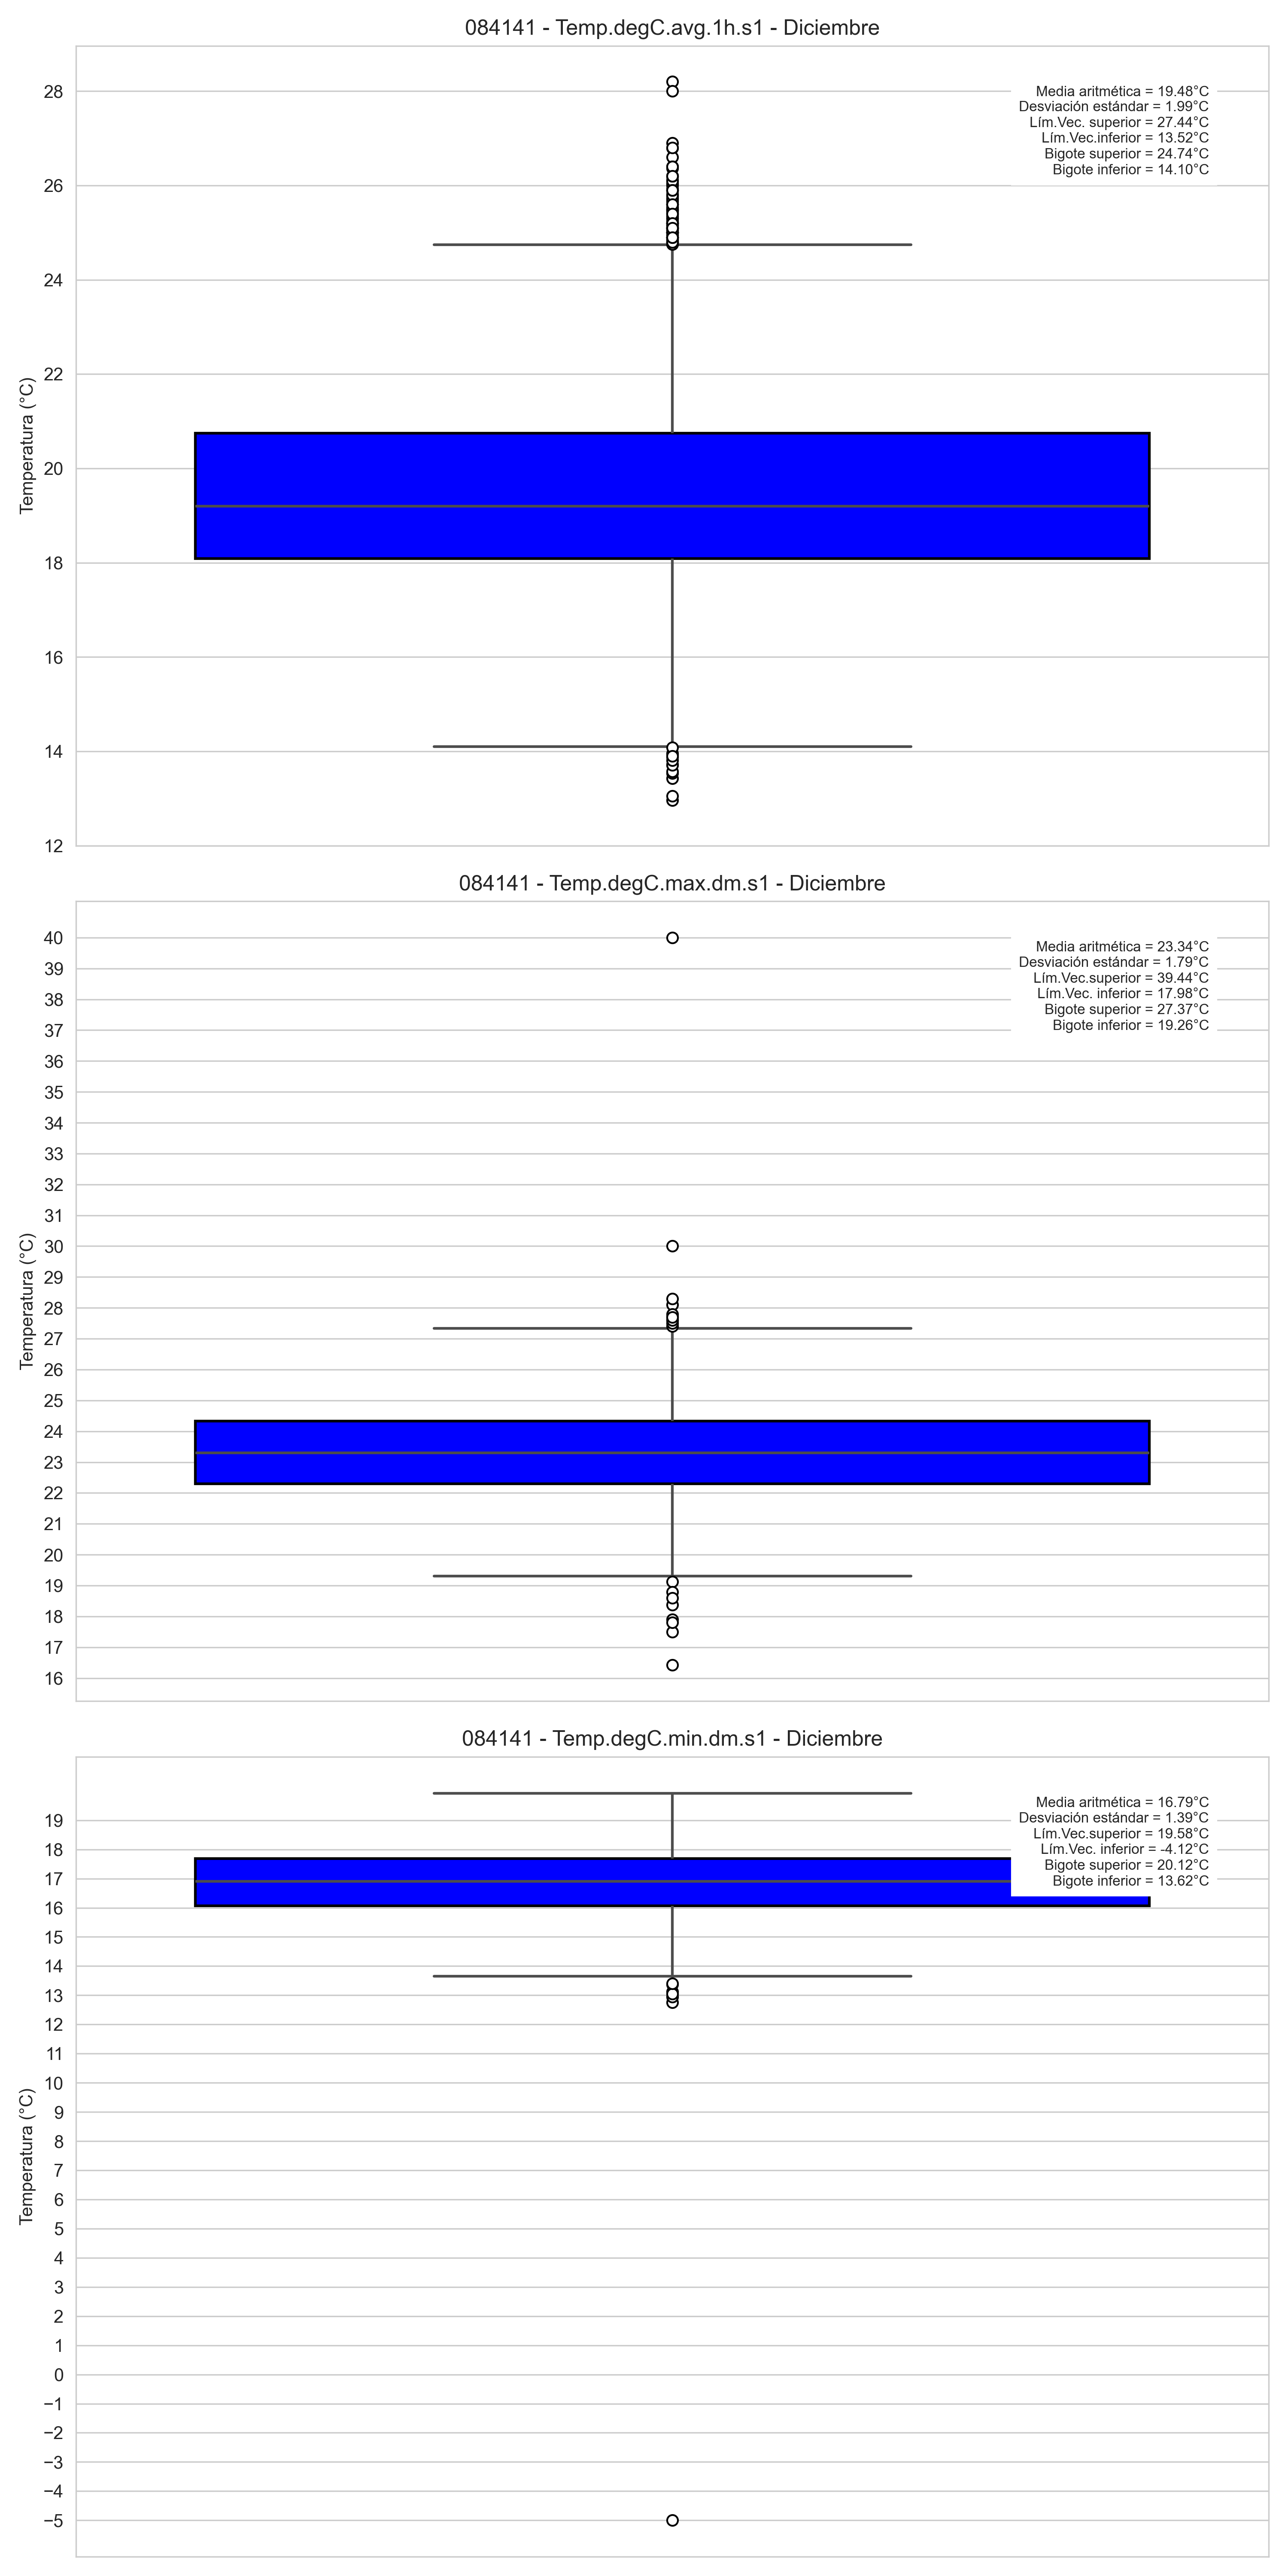 084141 - Temp.degC.avg.1h.s1 - Diciembre
28
26
24
22
20
18
16
14
12
Temperatura (°C)
Media aritmética = 19.48°C
Desviación estándar = 1.99°C
Lím.Vec. superior = 27.44°C
Lím.Vec.inferior = 13.52°C
Bigote superior = 24.74°C
Bigote inferior = 14.10°C
084141 - Temp.degC.max.dm.s1 - Diciembre
40
39
38
37
36
35
34
33
32
31
30
29
28
27
26
25
24
23
22
21
20
19
18
17
16
Temperatura (°C)
Media aritmética = 23.34°C
Desviación estándar = 1.79°C
Lím.Vec.superior = 39.44°C
Lím.Vec. inferior = 17.98°C
Bigote superior = 27.37°C
Bigote inferior = 19.26°C
084141 - Temp.degC.min.dm.s1 - Diciembre
19
18
17
16
15
14
13
12
11
10
9
8
7
6
5
4
3
2
1
0
−1
−2
−3
−4
−5
Temperatura (°C)
Media aritmética = 16.79°C
Desviación estándar = 1.39°C
Lím.Vec.superior = 19.58°C
Lím.Vec. inferior = -4.12°C
Bigote superior = 20.12°C
Bigote inferior = 13.62°C